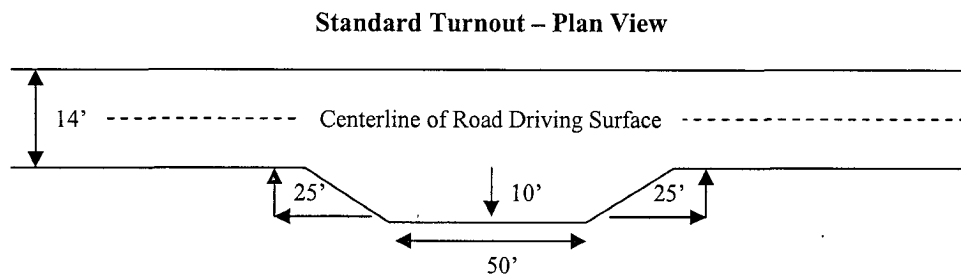 Standard Turnout – Plan View
14’
Centerline of Road Driving Surface
25’
10’
25’
50’